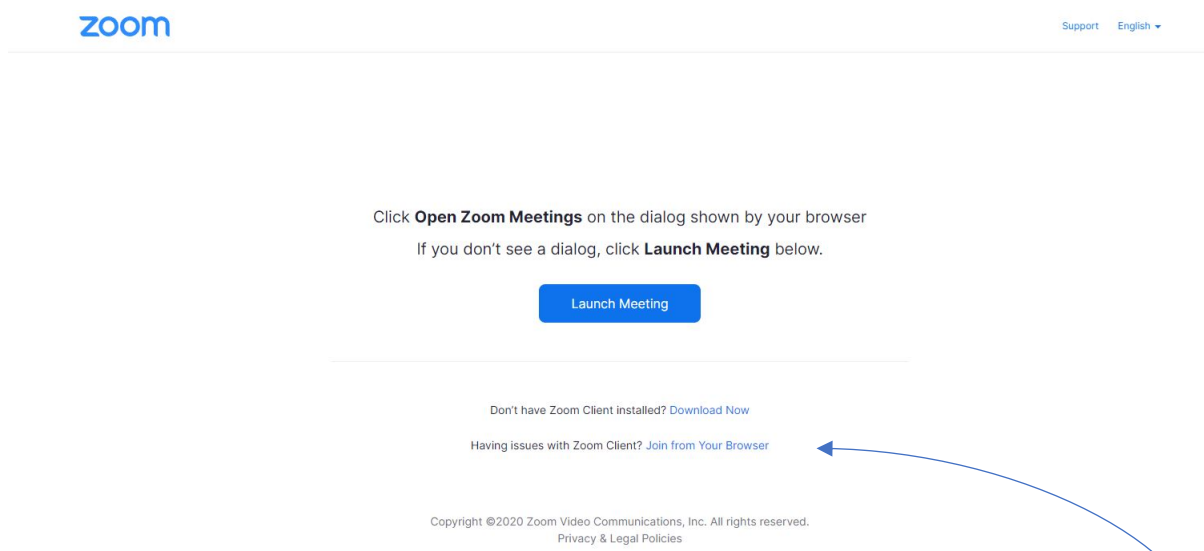 zoom
Support English
Click Open Zoom Meetings on the dialog shown by your browser
If you don't see a dialog, click Launch Meeting below.
Launch Meeting
Don't have Zoom Client installed? Download Now
Having issues with Zoom Client? Join from Your Browser
Copyright ©2020 Zoom Video Communications, Inc. All rights reserved.
Privacy & Legal Policies